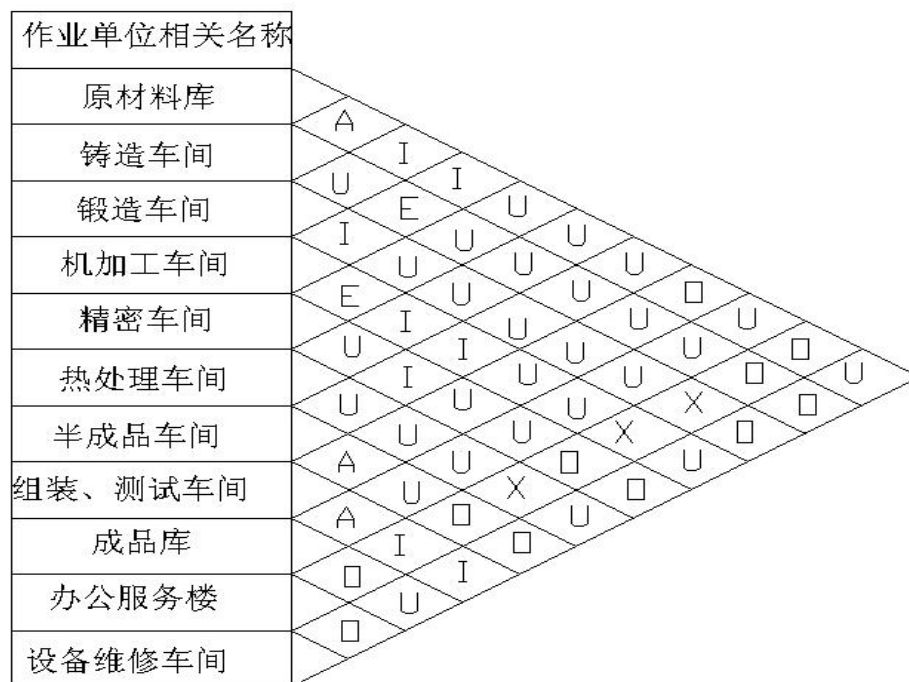 作业单位相关名称
原材料库
A
铸造车间 I
U I
锻造车间 E U
I U U
机加工车间 U U U
E U U □
精密车间 I U U U
U I U U □
热处理车间 I U U □ U
U U U X □
半成品车间 U U X □
A U □ U
组装、测试车间 U X □
A □ U
成品库 I □
□ I
办公服务楼 U
□
设备维修车间